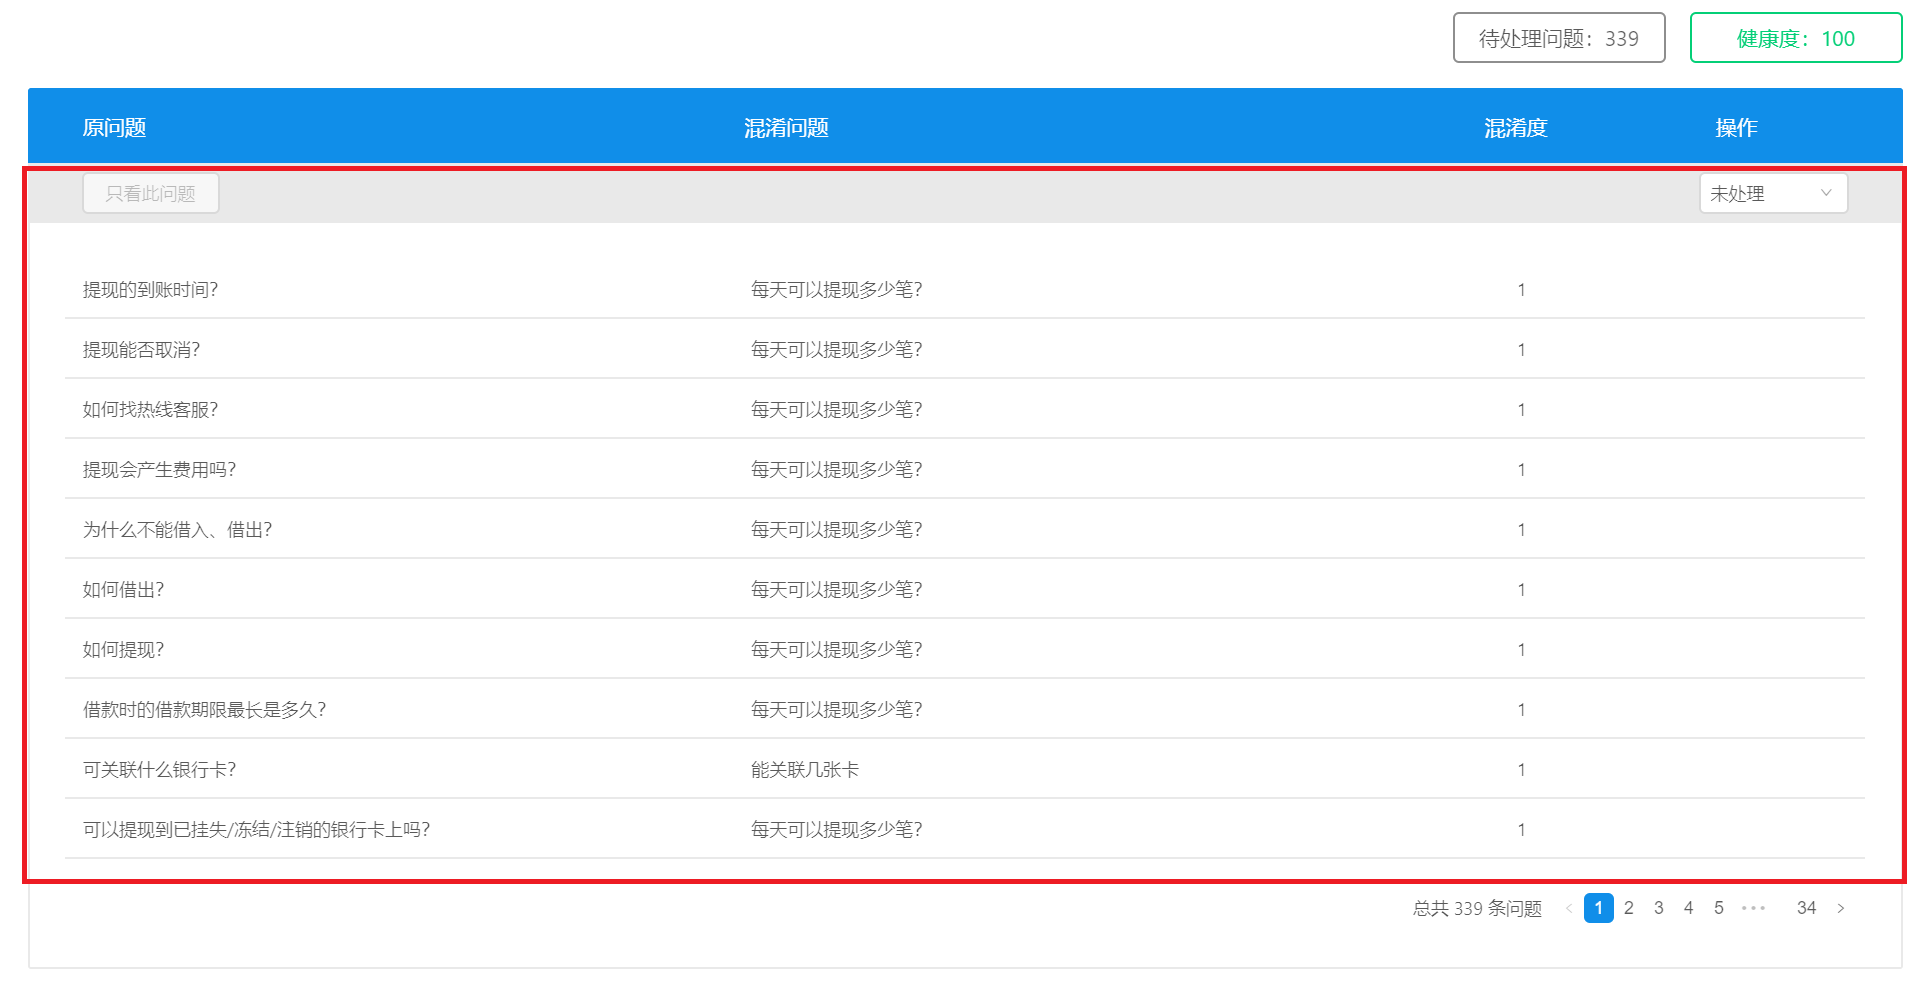 待处理问题：339 健康度：100
原问题 混淆问题 混淆度 操作
只看此问题 未处理
提现的到账时间？ 每天可以提现多少笔？ 1
提现能否取消？ 每天可以提现多少笔？ 1
如何找热线客服？ 每天可以提现多少笔？ 1
提现会产生费用吗？ 每天可以提现多少笔？ 1
为什么不能借入、借出？ 每天可以提现多少笔？ 1
如何借出？ 每天可以提现多少笔？ 1
如何提现？ 每天可以提现多少笔？ 1
借款时的借款期限最长是多久？ 每天可以提现多少笔？ 1
可关联什么银行卡？ 能关联几张卡 1
可以提现到已挂失/冻结/注销的银行卡上吗？ 每天可以提现多少笔？ 1
总共 339 条问题 < 1 2 3 4 5 ••• 34 >